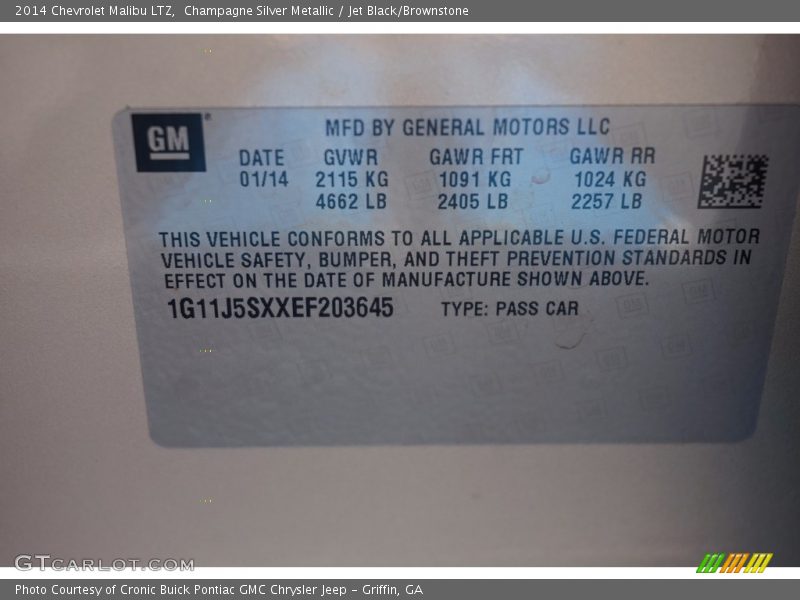 2014 Chevrolet Malibu LTZ, Champagne Silver Metallic / Jet Black/Brownstone
GM
MFD BY GENERAL MOTORS LLC
DATE GVWR GAWR FRT GAWR RR
01/14 2115 KG 1091 KG 1024 KG
4662 LB 2405 LB 2257 LB
THIS VEHICLE CONFORMS TO ALL APPLICABLE U.S. FEDERAL MOTOR
VEHICLE SAFETY, BUMPER, AND THEFT PREVENTION STANDARDS IN
EFFECT ON THE DATE OF MANUFACTURE SHOWN ABOVE.
1G11J5SXXEF203645 TYPE: PASS CAR
GTCARLOT.COM
Photo Courtesy of Cronic Buick Pontiac GMC Chrysler Jeep - Griffin, GA